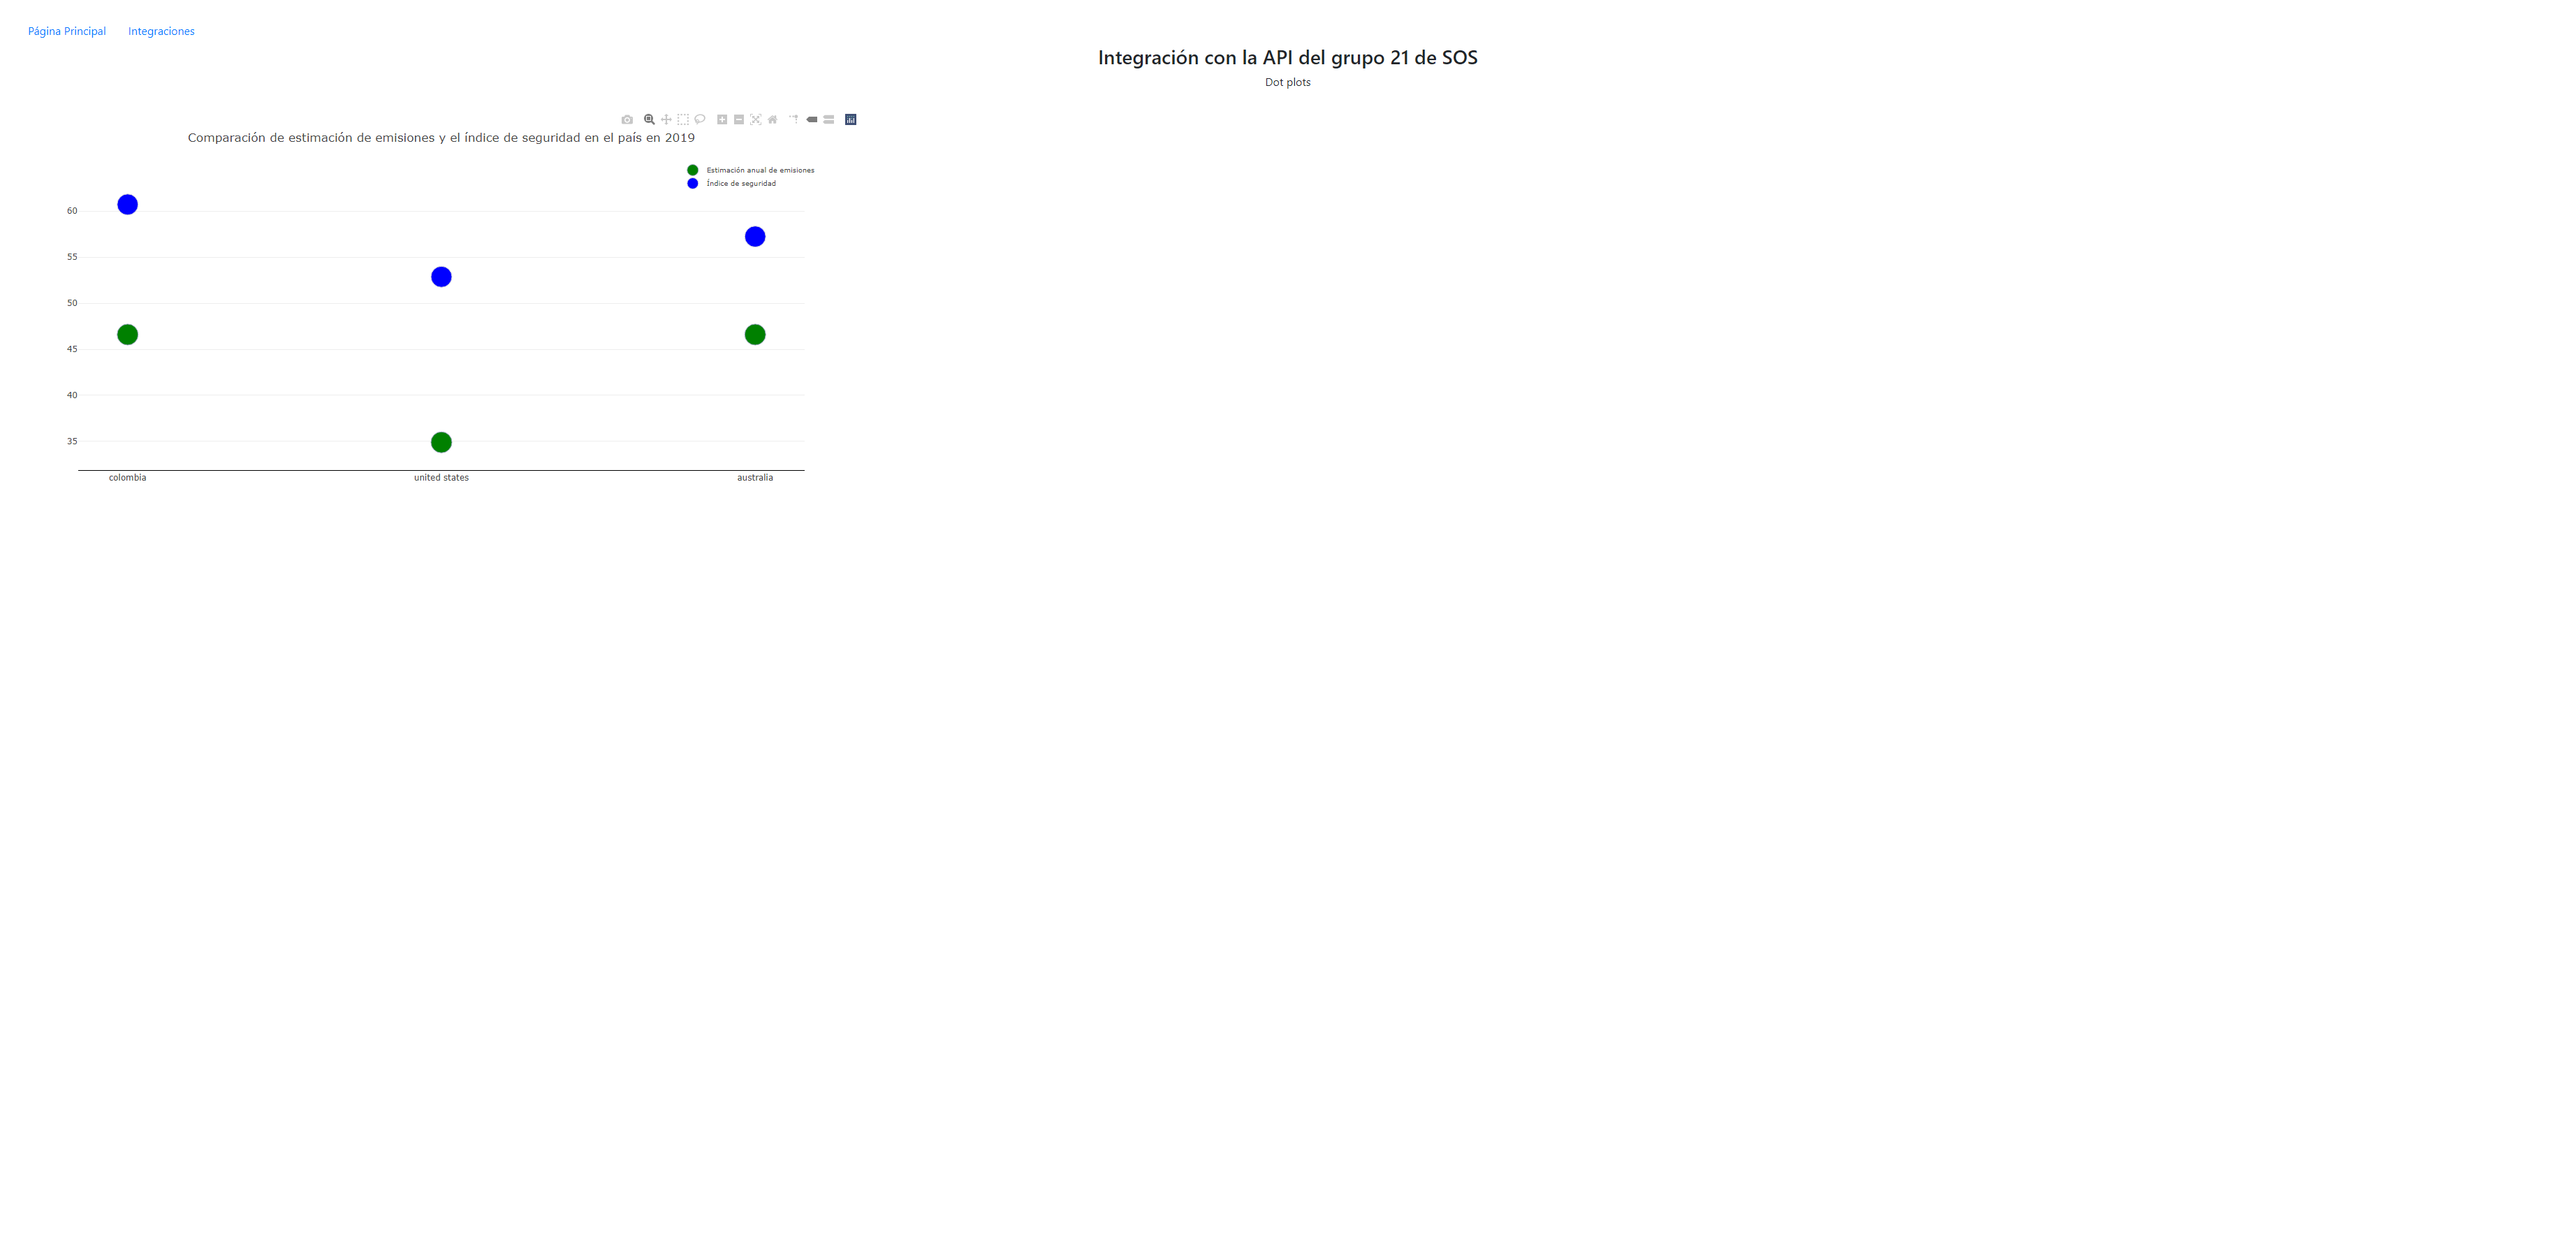 Página Principal Integraciones
Integración con la API del grupo 21 de SOS
Dot plots
Comparación de estimación de emisiones y el índice de seguridad en el país en 2019
Estimación anual de emisiones
Índice de seguridad
60
55
50
45
40
35
colombia united states australia